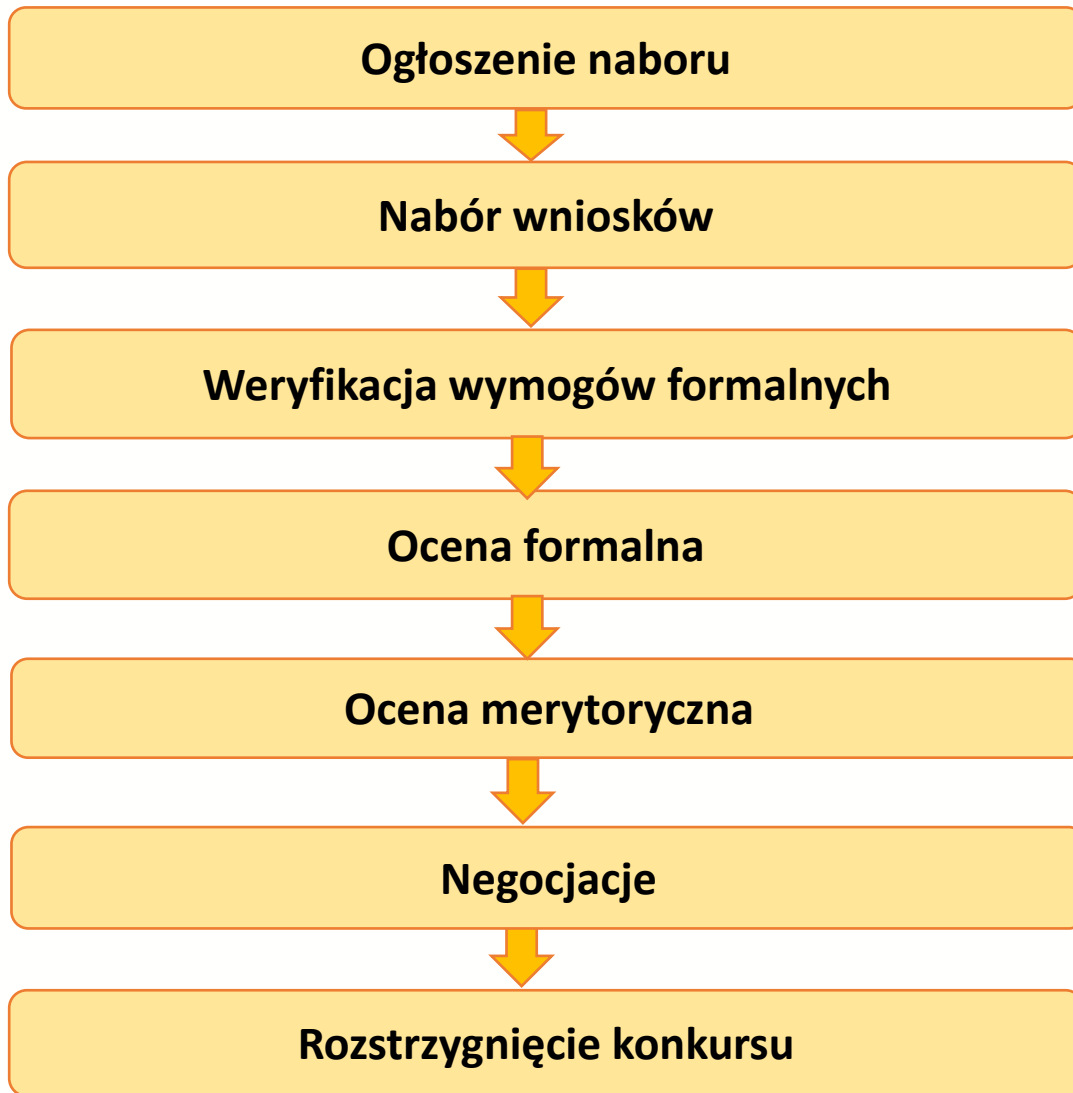 Ogłoszenie naboru
Nabór wniosków
Weryfikacja wymogów formalnych
Ocena formalna
Ocena merytoryczna
Negocjacje
Rozstrzygnięcie konkursu